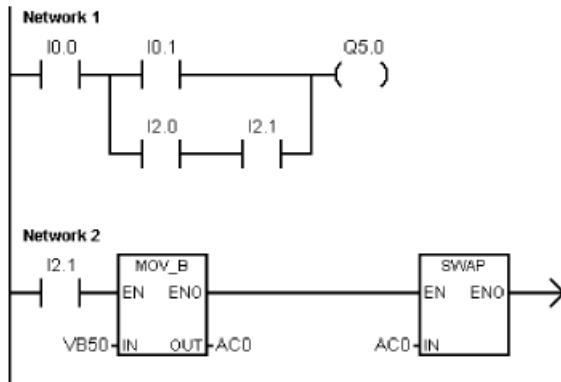 Network 1
I0.0 I0.1 Q5.0
I2.0 I2.1
Network 2
I2.1 MOV_B SWAP
EN ENO EN ENO
VB50 IN OUT AC0 AC0 IN